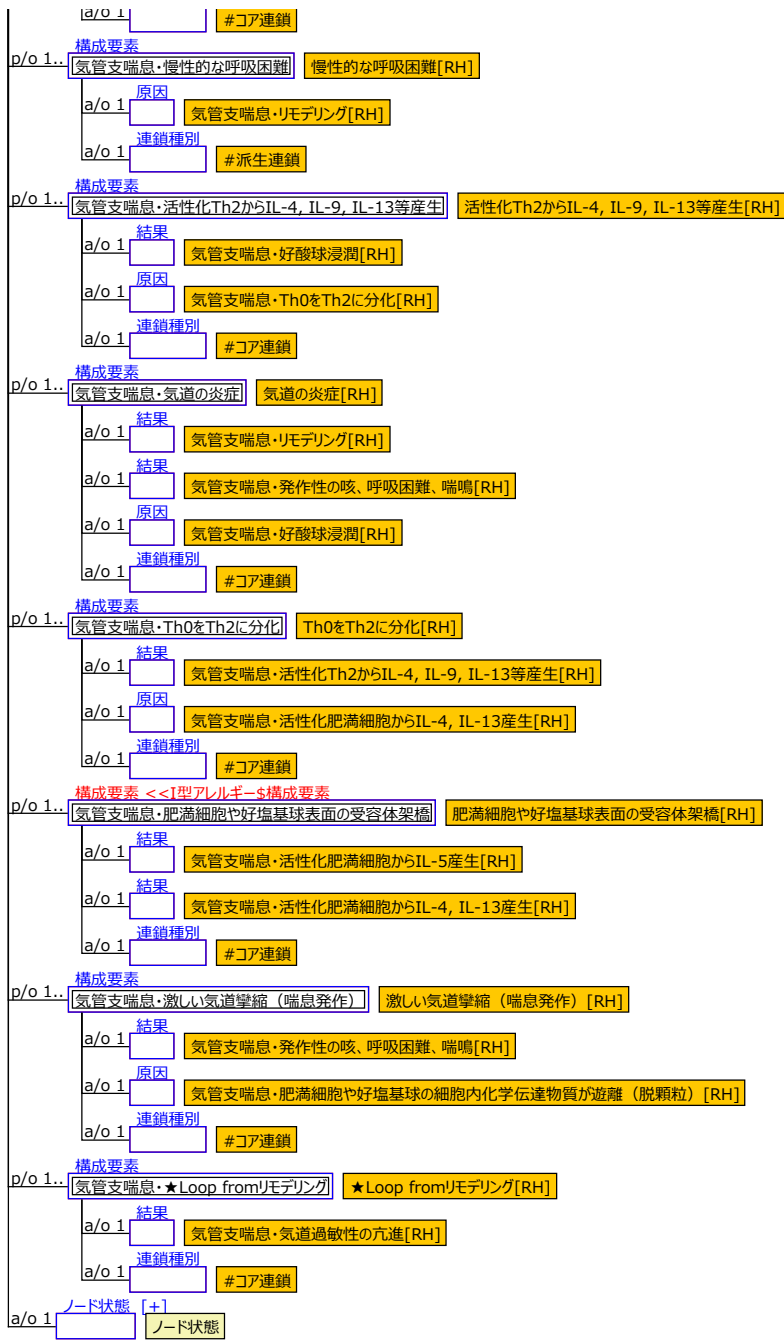 a/o 1 #コア連鎖
構成要素
p/o 1.. 気管支喘息・慢性的な呼吸困難 慢性的な呼吸困難[RH]
原因
a/o 1 気管支喘息・リモデリング[RH]
連鎖種別
a/o 1 #派生連鎖
構成要素
p/o 1.. 気管支喘息・活性化Th2からIL-4, IL-9, IL-13等産生 活性化Th2からIL-4, IL-9, IL-13等産生[RH]
結果
a/o 1 気管支喘息・好酸球浸潤[RH]
原因
a/o 1 気管支喘息・Th0をTh2に分化[RH]
連鎖種別
a/o 1 #コア連鎖
構成要素
p/o 1.. 気管支喘息・気道の炎症 気道の炎症[RH]
結果
a/o 1 気管支喘息・リモデリング[RH]
結果
a/o 1 気管支喘息・発作性の咳、呼吸困難、喘鳴[RH]
原因
a/o 1 気管支喘息・好酸球浸潤[RH]
連鎖種別
a/o 1 #コア連鎖
構成要素
p/o 1.. 気管支喘息・Th0をTh2に分化 Th0をTh2に分化[RH]
結果
a/o 1 気管支喘息・活性化Th2からIL-4, IL-9, IL-13等産生[RH]
原因
a/o 1 気管支喘息・活性化肥満細胞からIL-4, IL-13産生[RH]
連鎖種別
a/o 1 #コア連鎖
構成要素 <<I型アレルギー$構成要素
p/o 1.. 気管支喘息・肥満細胞や好塩基球表面の受容体架橋 肥満細胞や好塩基球表面の受容体架橋[RH]
結果
a/o 1 気管支喘息・活性化肥満細胞からIL-5産生[RH]
結果
a/o 1 気管支喘息・活性化肥満細胞からIL-4, IL-13産生[RH]
連鎖種別
a/o 1 #コア連鎖
構成要素
p/o 1.. 気管支喘息・激しい気道攣縮（喘息発作） 激しい気道攣縮（喘息発作）[RH]
結果
a/o 1 気管支喘息・発作性の咳、呼吸困難、喘鳴[RH]
原因
a/o 1 気管支喘息・肥満細胞や好塩基球の細胞内化学伝達物質が遊離（脱顆粒）[RH]
連鎖種別
a/o 1 #コア連鎖
構成要素
p/o 1.. 気管支喘息・★Loop fromリモデリング ★Loop fromリモデリング[RH]
結果
a/o 1 気管支喘息・気道過敏性の亢進[RH]
連鎖種別
a/o 1 #コア連鎖
ノード状態 [+]
a/o 1 ノード状態